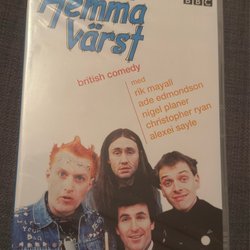 BBC
Hemma
värst
british comedy
med
rik mayall
ade edmondson
nigel planer
christopher ryan
alexei sayle